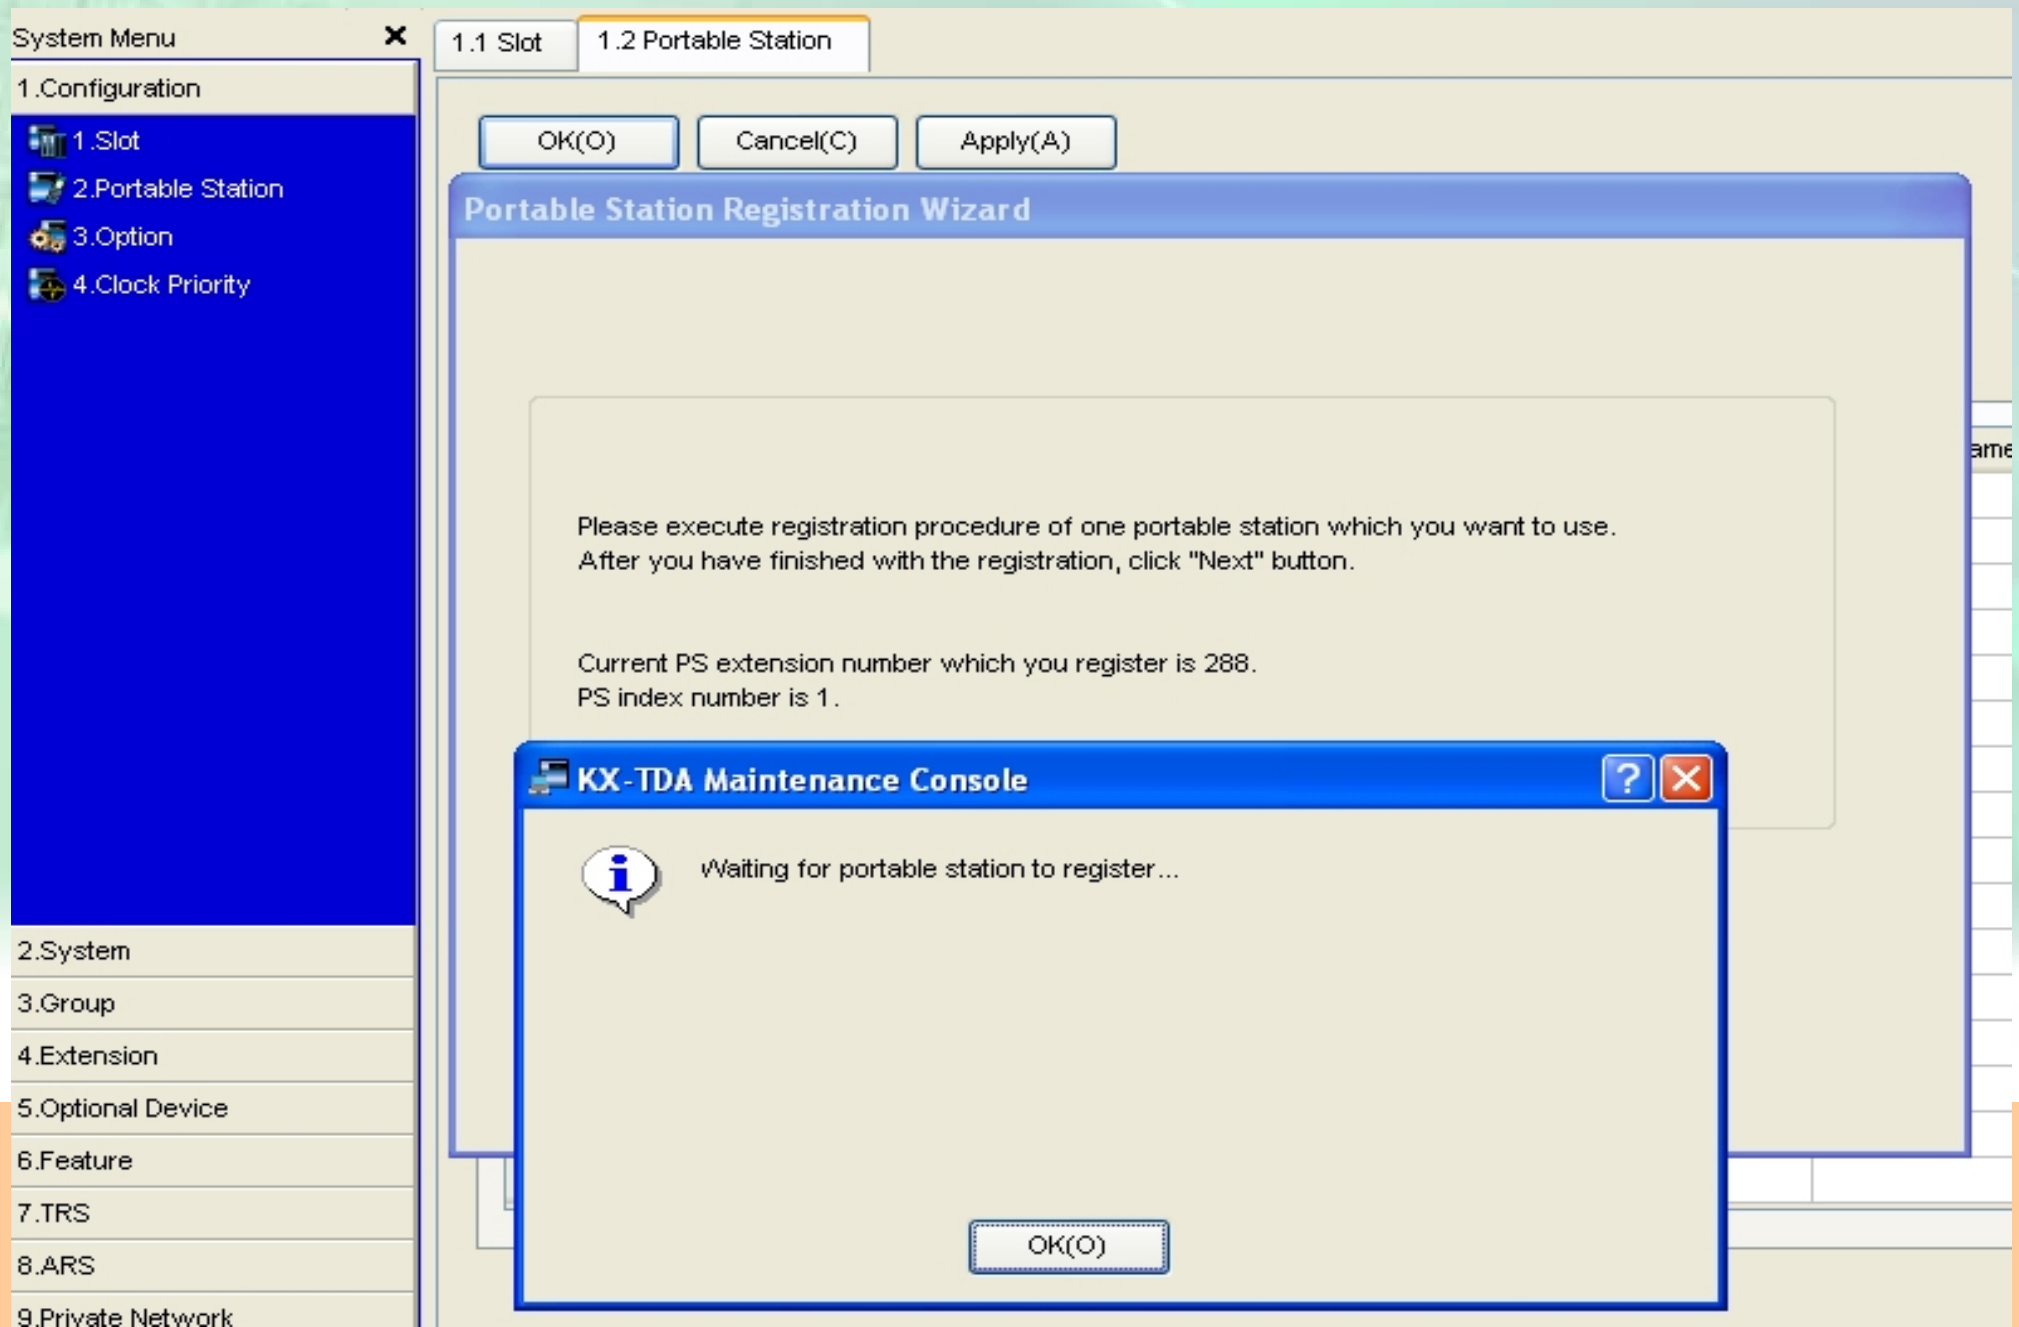 System Menu
1.Configuration
1.Slot
2.Portable Station
3.Option
4.Clock Priority
2.System
3.Group
4.Extension
5.Optional Device
6.Feature
7.TRS
8.ARS
9.Private Network
1.1 Slot
1.2 Portable Station
OK(O)
Cancel(C)
Apply(A)
Portable Station Registration Wizard
Please execute registration procedure of one portable station which you want to use.
After you have finished with the registration, click "Next" button.
Current PS extension number which you register is 288.
PS index number is 1.
KX-TDA Maintenance Console
Waiting for portable station to register...
OK(O)